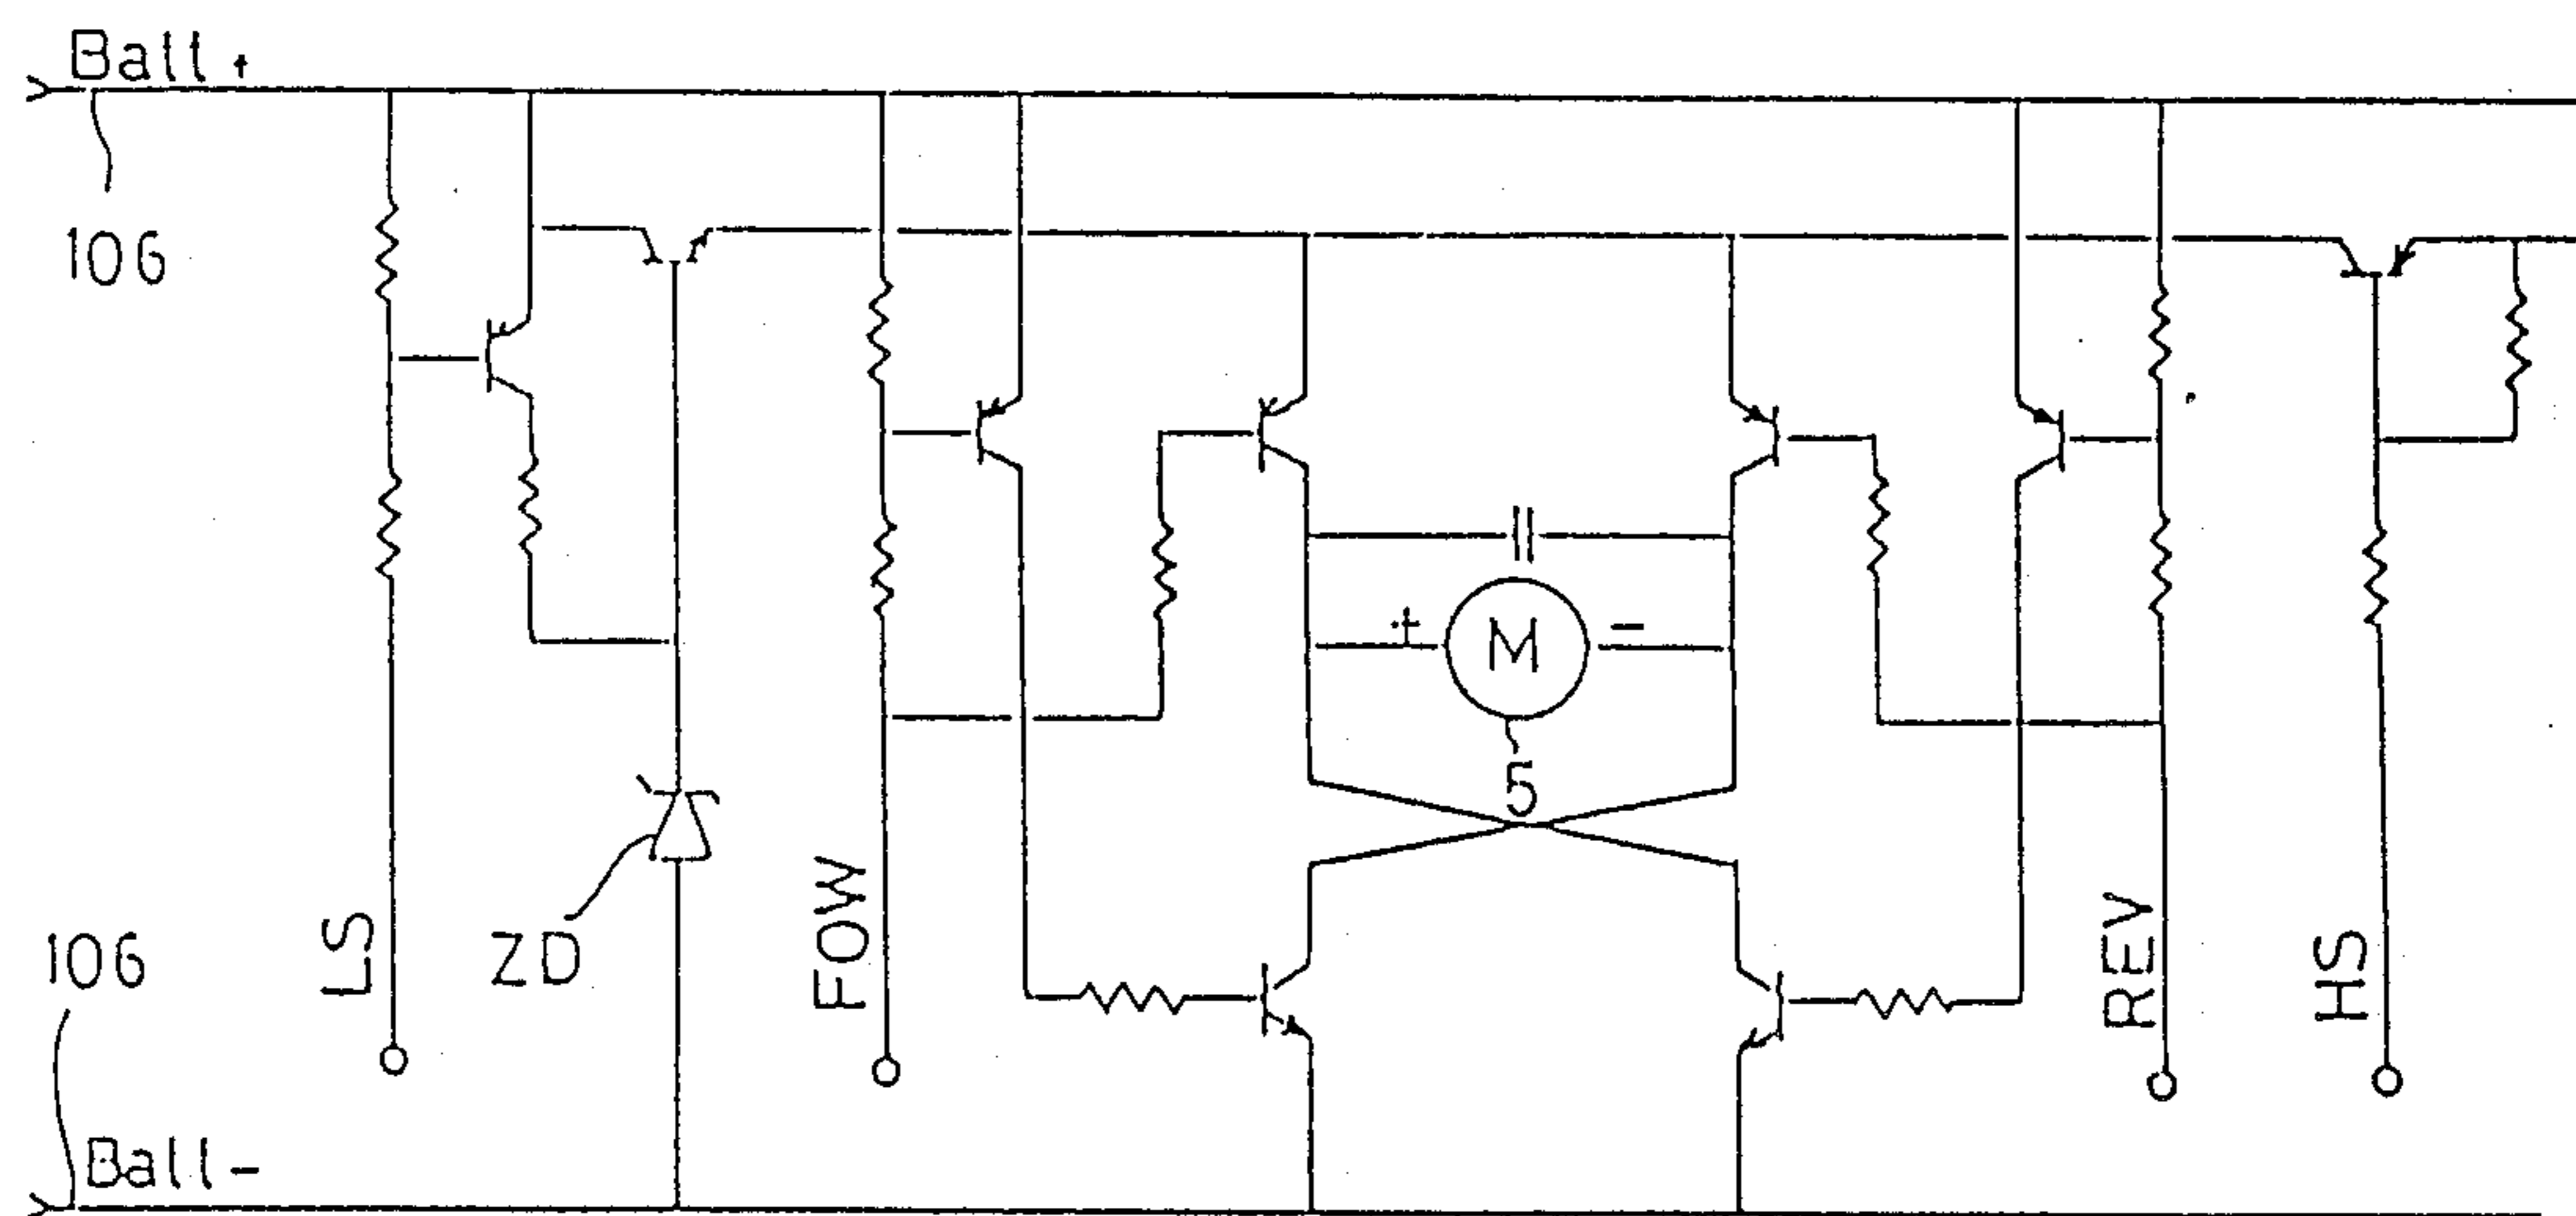 Batt +
106
LS
ZD
FOW
+ M -
5
REV
HS
106
Batt -